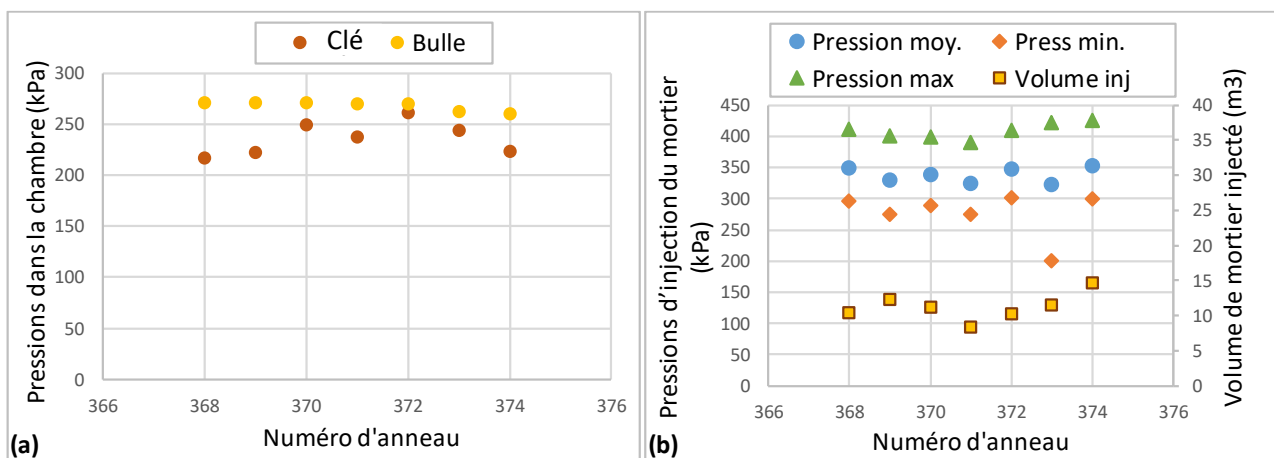 Clé Bulle
Pressions dans la chambre (kPa)
300
250
200
150
100
50
0
366 368 370 372 374 376
Numéro d'anneau
(a)
Pression moy. Press min.
Pression max Volume inj
Pressions d’injection du mortier
(kPa)
450
400
350
300
250
200
150
100
50
0
40
35
30
25
20
15
10
5
0
Volume de mortier injecté (m3)
366 368 370 372 374 376
Numéro d'anneau
(b)